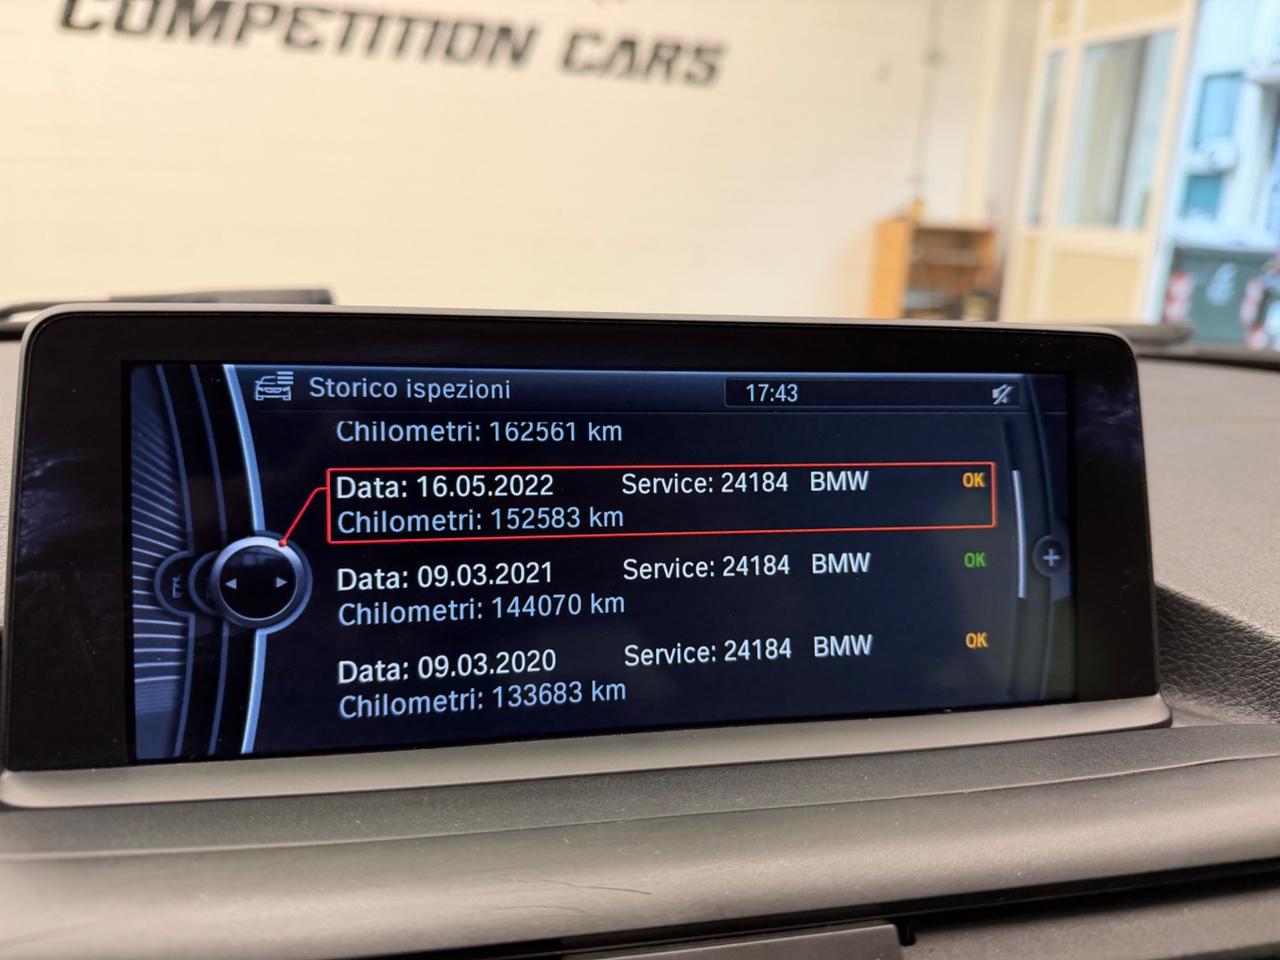 COMPETITION CARS
Storico ispezioni 17:43
Chilometri: 162561 km
Data: 16.05.2022 Service: 24184 BMW OK
Chilometri: 152583 km
Data: 09.03.2021 Service: 24184 BMW OK
Chilometri: 144070 km
Data: 09.03.2020 Service: 24184 BMW OK
Chilometri: 133683 km